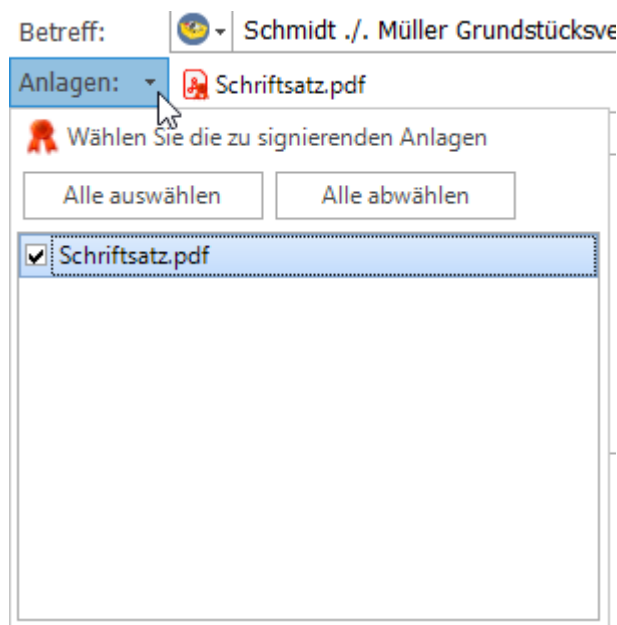 Betreff: Schmidt ./. Müller Grundstücksve
Anlagen: Schriftsatz.pdf
Wählen Sie die zu signierenden Anlagen
Alle auswählen Alle abwählen
Schriftsatz.pdf